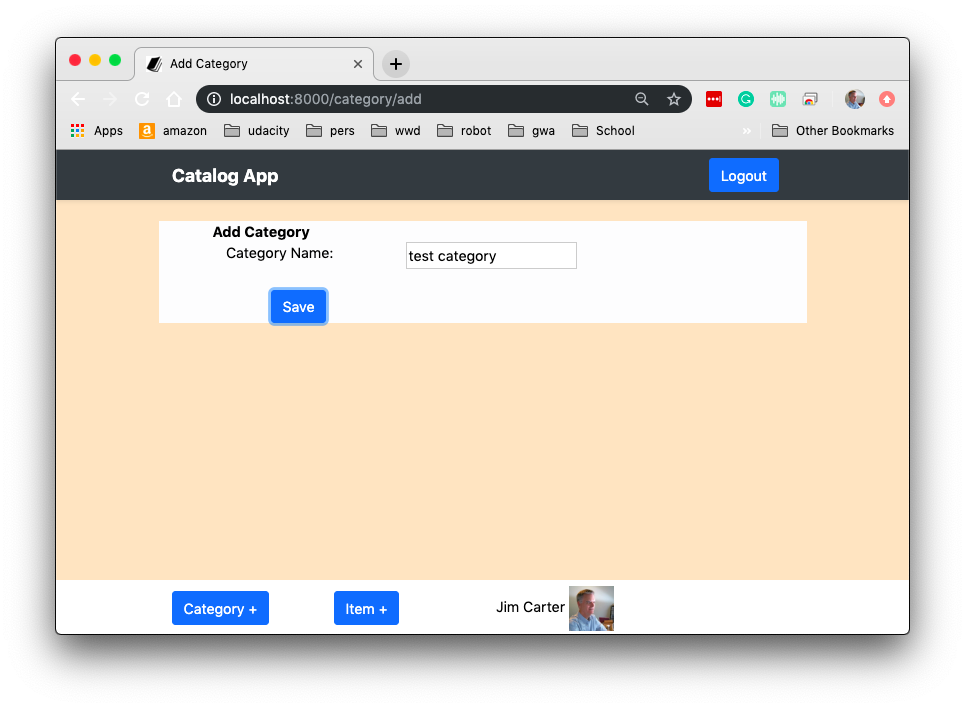 Add Category
localhost:8000/category/add
Apps amazon udacity pers wwd robot gwa School » Other Bookmarks
Catalog App Logout
Add Category
Category Name: test category
Save
Category + Item + Jim Carter